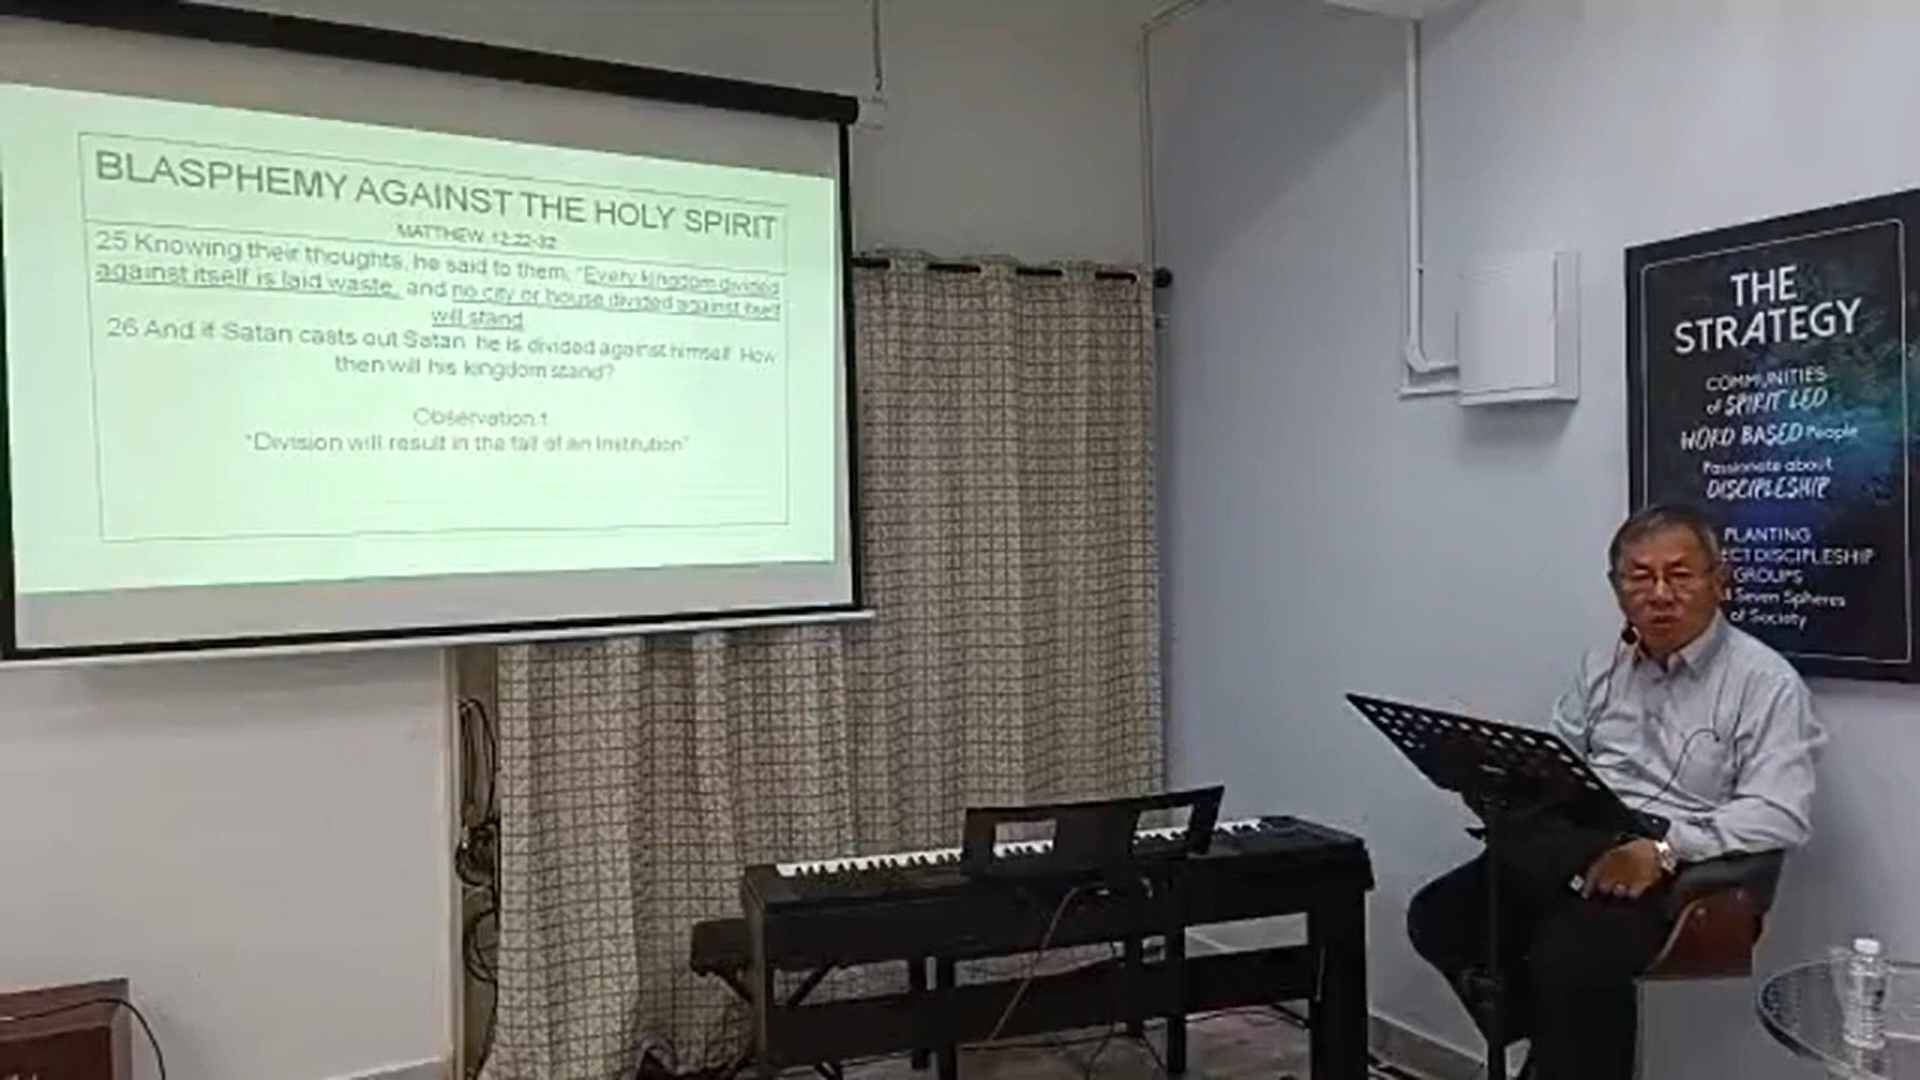 BLASPHEMY AGAINST THE HOLY SPIRIT
MATTHEW 12:22-32
25 Knowing their thoughts, he said to them, "Every kingdom divided
against itself is laid waste, and no city or house divided against itself
will stand.
26 And if Satan casts out Satan, he is divided against himself. How
then will his kingdom stand?
Observation 1
"Division will result in the fall of an Institution"
THE
STRATEGY
COMMUNITIES
of SPIRIT LED
WORD BASED People
Passionate about
DISCIPLESHIP
PLANTING
DISCIPLESHIP
GROUPS
Seven Spheres
of Society